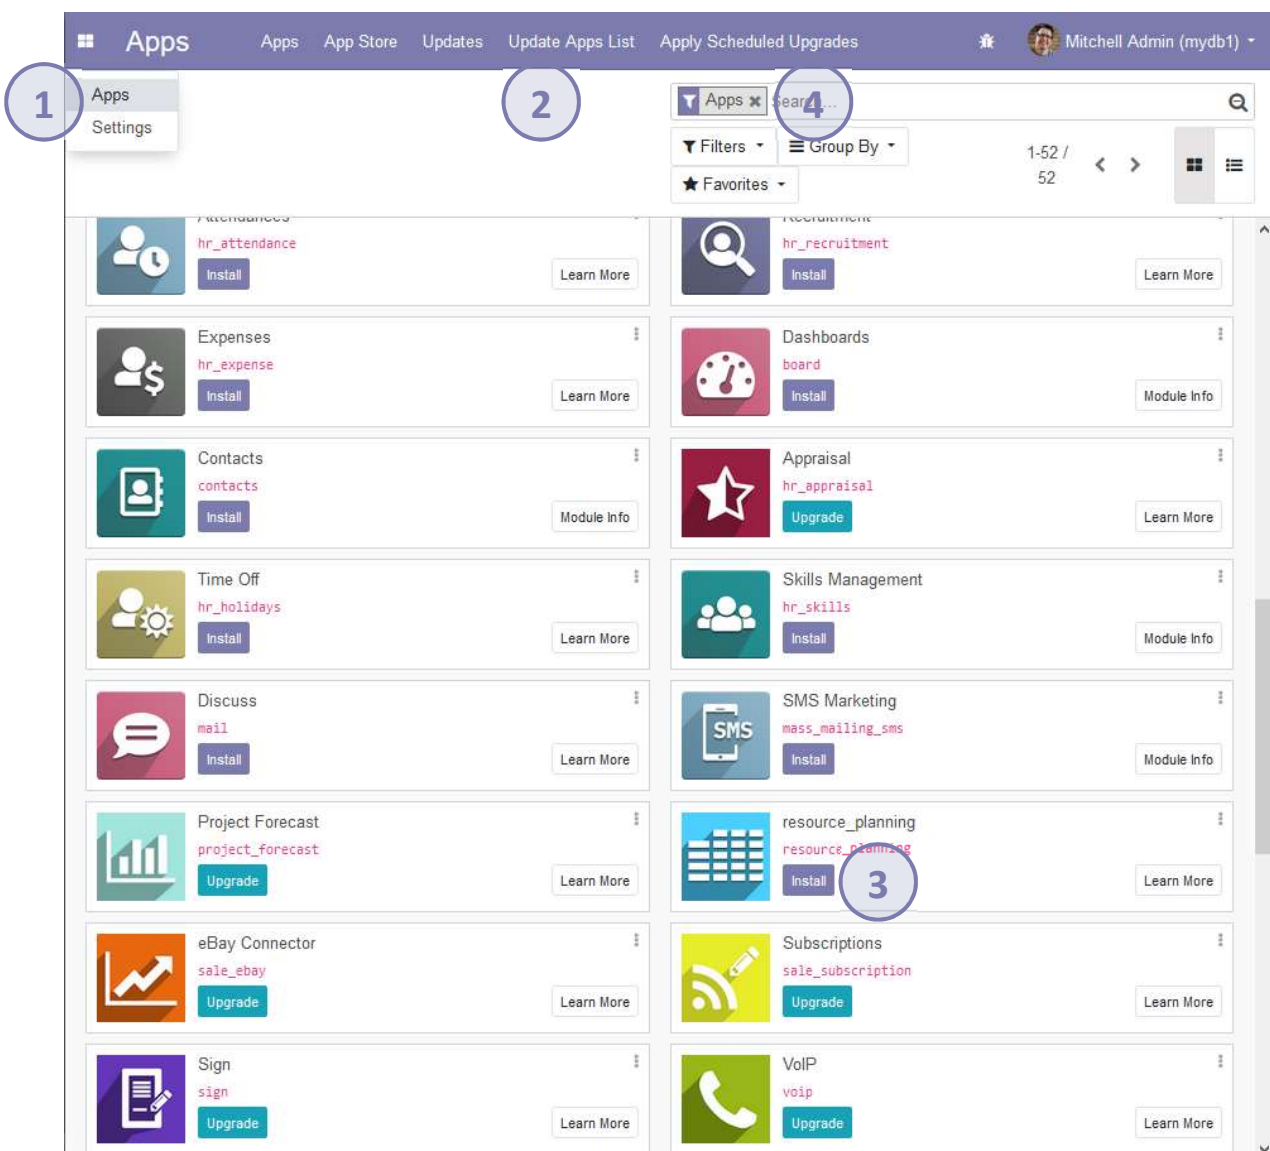 Apps Apps App Store Updates Update Apps List Apply Scheduled Upgrades Mitchell Admin (mydb1)
1 Apps 2 Apps Search... 4
Settings
Filters Group By 1-52 / 52
Favorites
Attendances
hr_attendance
Install Learn More
Recruitment
hr_recruitment
Install Learn More
Expenses
hr_expense
Install Learn More
Dashboards
board
Install Module Info
Contacts
contacts
Install Module Info
Appraisal
hr_appraisal
Upgrade Learn More
Time Off
hr_holidays
Install Learn More
Skills Management
hr_skills
Install Module Info
Discuss
mail
Install Learn More
SMS
SMS Marketing
mass_mailing_sms
Install Module Info
Project Forecast
project_forecast
Upgrade Learn More
resource_planning
resource_planning
Install 3 Learn More
eBay Connector
sale_ebay
Upgrade Learn More
Subscriptions
sale_subscription
Upgrade Learn More
Sign
sign
Upgrade Learn More
VoIP
voip
Upgrade Learn More